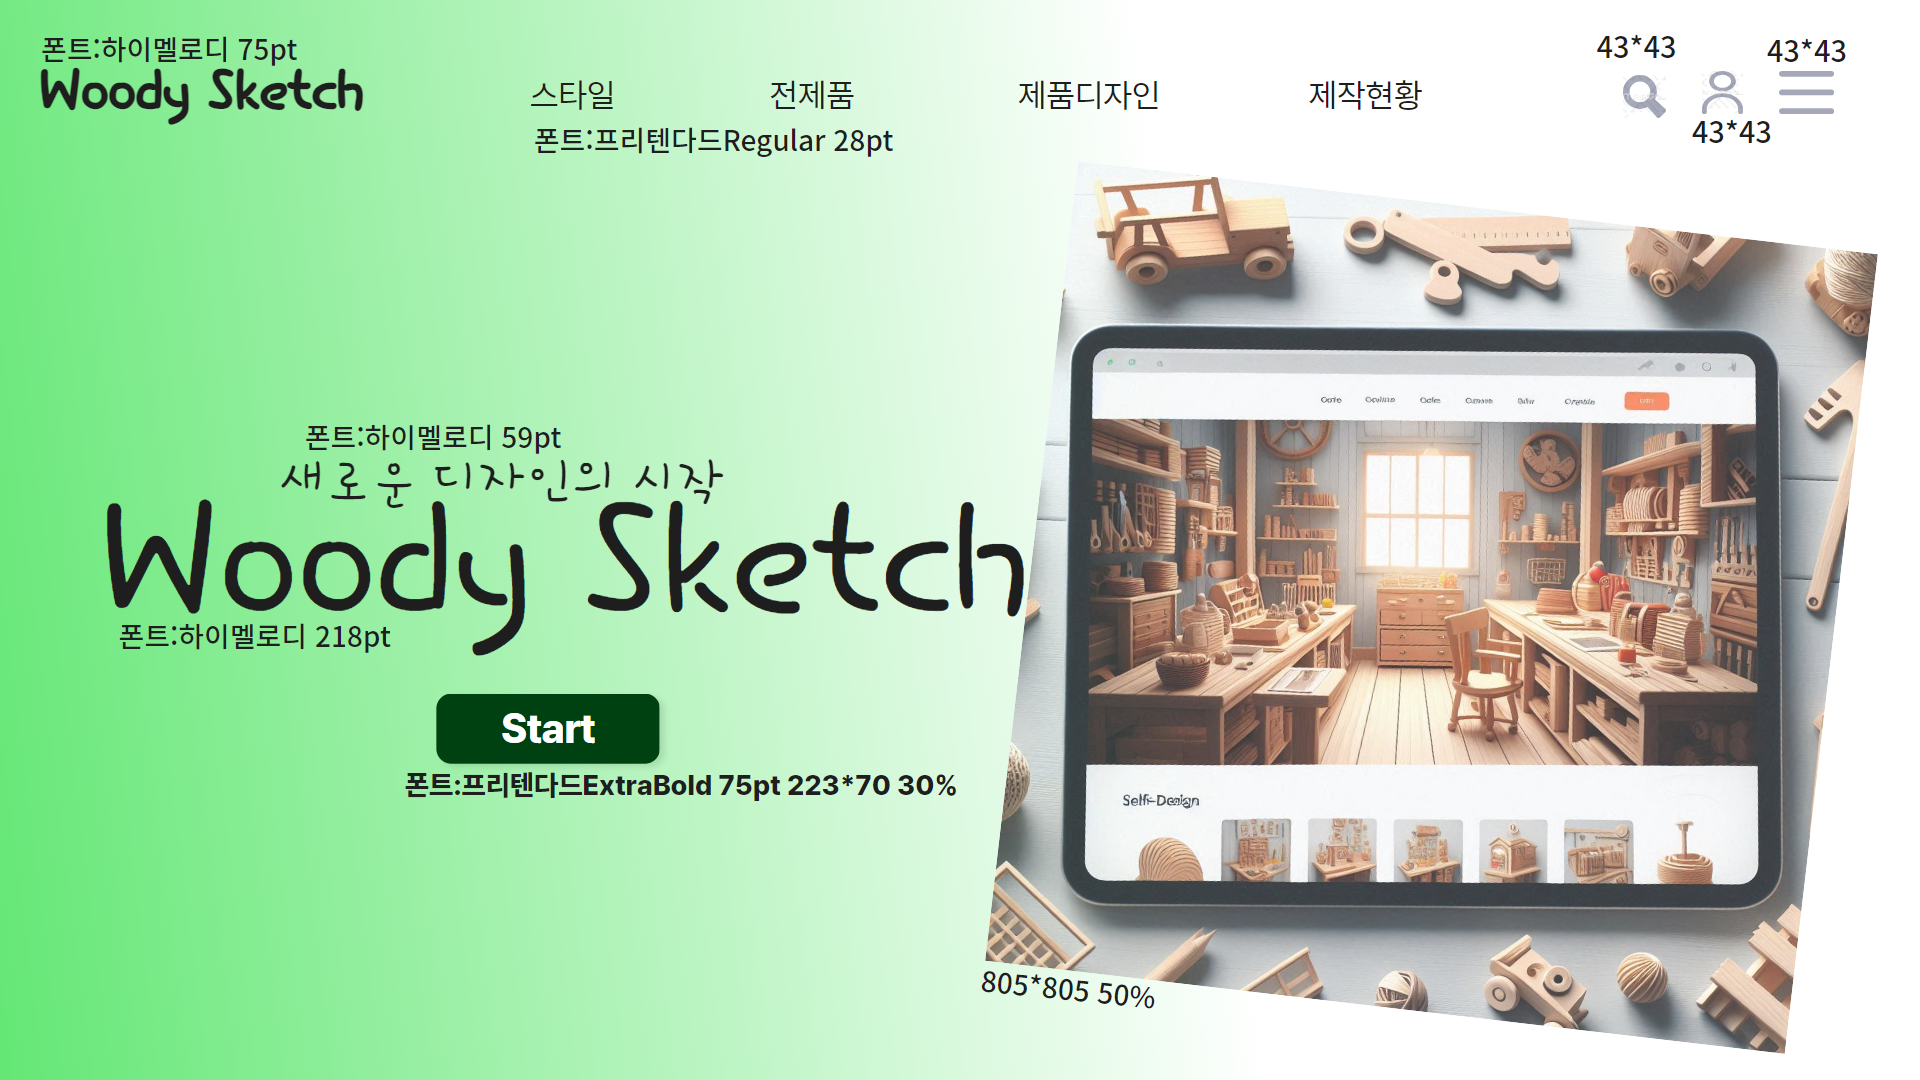 폰트:하이멜로디 75pt
Woody Sketch
스타일
전제품
제품디자인
제작현황
폰트:프리텐다드Regular 28pt
43*43
43*43
43*43
폰트:하이멜로디 59pt
새로운 디자인의 시작
Woody Sketch
폰트:하이멜로디 218pt
Start
폰트:프리텐다드ExtraBold 75pt 223*70 30%
Self-Design
805*805 50%